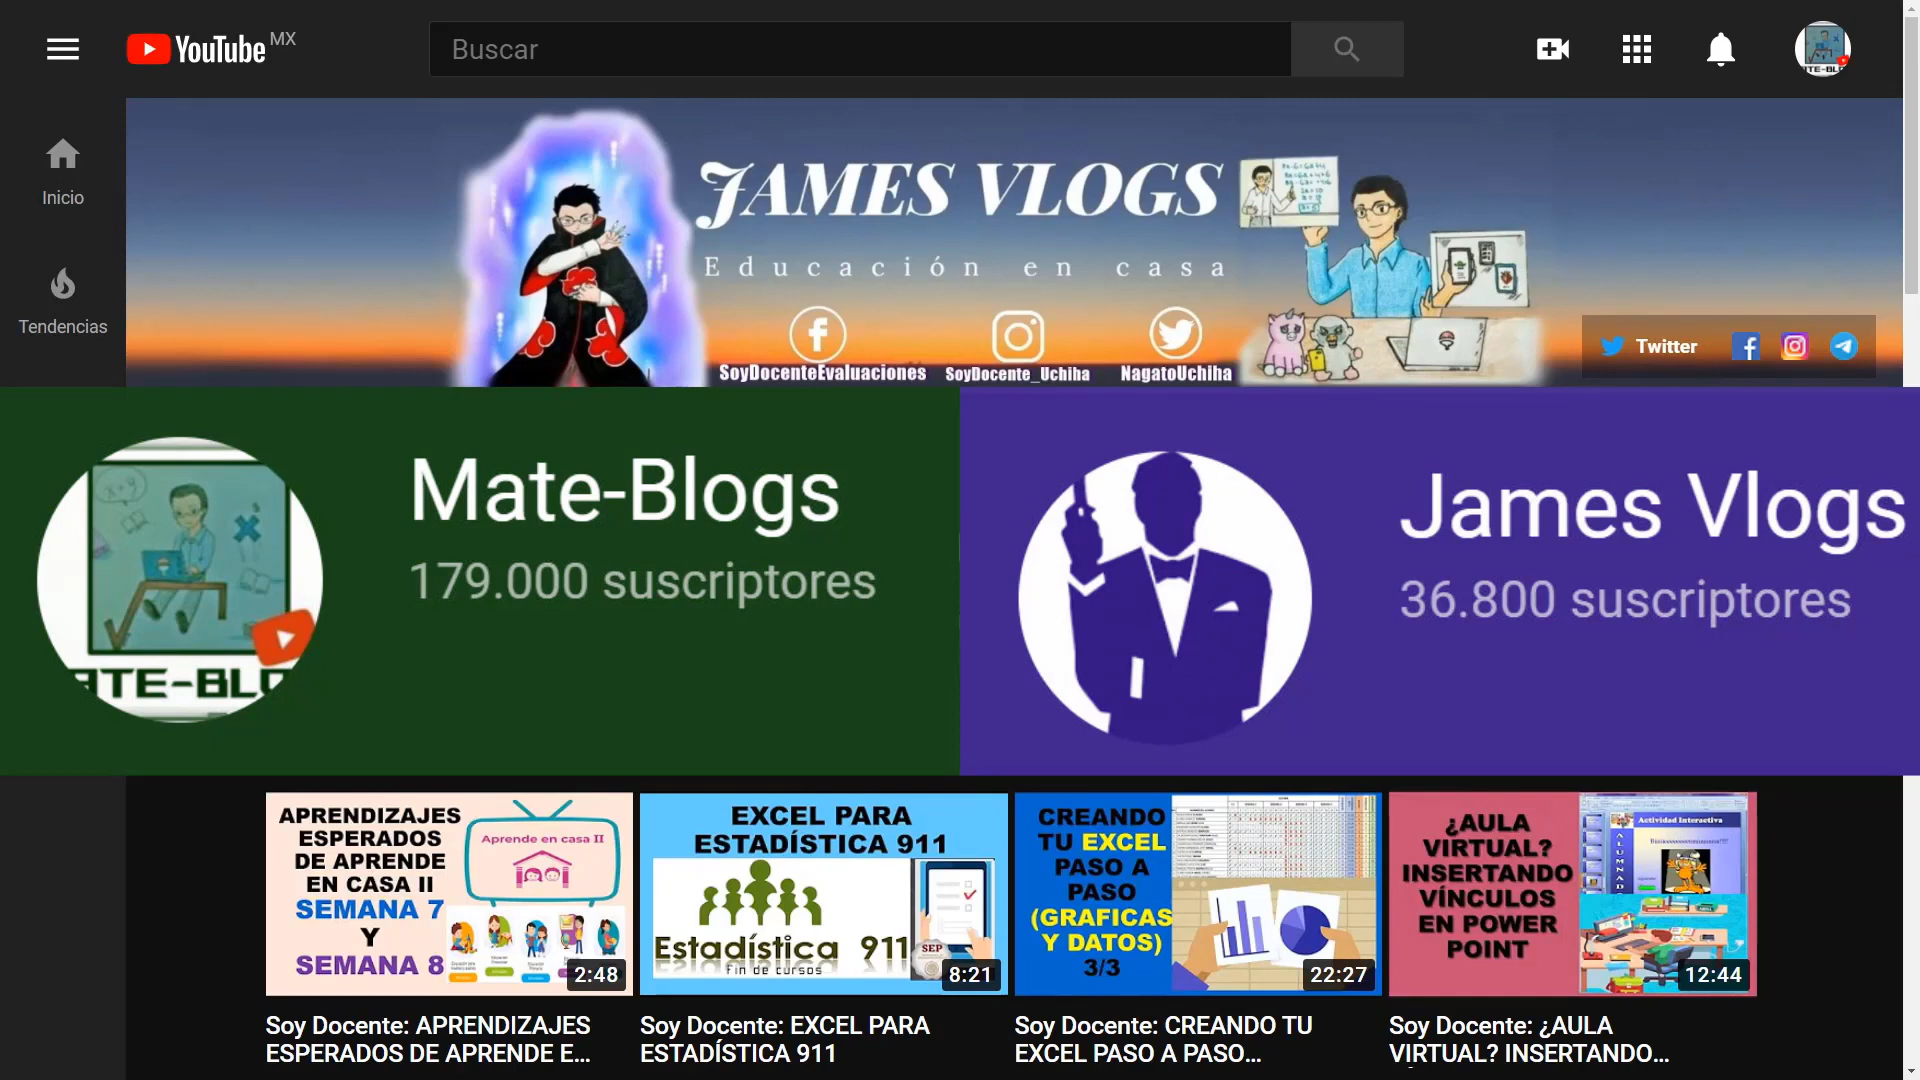 YouTube MX
Buscar
Inicio
Tendencias
JAMES VLOGS
Educación en casa
SoyDocenteEvaluaciones
SoyDocente_Uchiha
NagatoUchiha
Twitter
Mate-Blogs
179.000 suscriptores
James Vlogs
36.800 suscriptores
APRENDIZAJES
ESPERADOS
DE APRENDE
EN CASA II
SEMANA 7
Y
SEMANA 8
Aprende en casa II
2:48
EXCEL PARA
ESTADÍSTICA 911
Estadística 911
Fin de cursos
SEP
8:21
CREANDO
TU EXCEL
PASO A
PASO
(GRAFICAS
Y DATOS)
3/3
22:27
¿AULA
VIRTUAL?
INSERTANDO
VÍNCULOS
EN POWER
POINT
Actividad Interactiva
ALUMNAD
12:44
Soy Docente: APRENDIZAJES
ESPERADOS DE APRENDE E...
Soy Docente: EXCEL PARA
ESTADÍSTICA 911
Soy Docente: CREANDO TU
EXCEL PASO A PASO...
Soy Docente: ¿AULA
VIRTUAL? INSERTANDO...